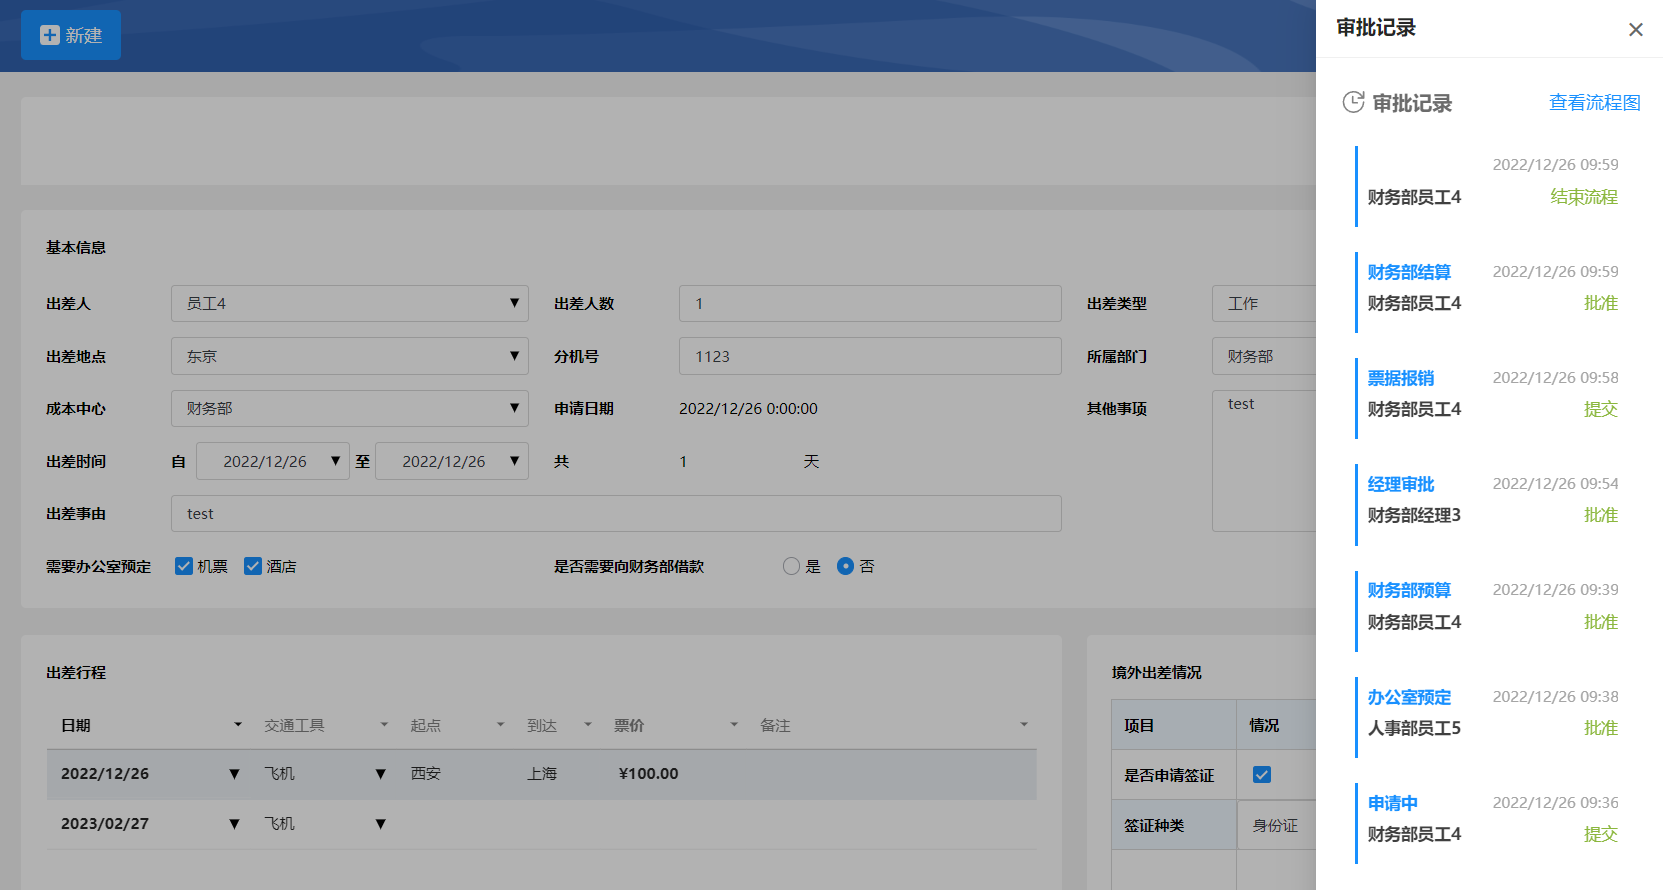 新建
基本信息
出差人 员工4 出差人数 1 出差类型 工作
出差地点 东京 分机号 1123 所属部门 财务部
成本中心 财务部 申请日期 2022/12/26 0:00:00 其他事项 test
出差时间 自 2022/12/26 至 2022/12/26 共 1 天
出差事由 test
需要办公室预定 机票 酒店 是否需要向财务部借款 是 否
出差行程
日期 交通工具 起点 到达 票价 备注
2022/12/26 飞机 西安 上海 ¥100.00
2023/02/27 飞机
境外出差情况
项目 情况
是否申请签证
签证种类 身份证
审批记录
审批记录 查看流程图
2022/12/26 09:59
财务部员工4 结束流程
财务部结算 2022/12/26 09:59
财务部员工4 批准
票据报销 2022/12/26 09:58
财务部员工4 提交
经理审批 2022/12/26 09:54
财务部经理3 批准
财务部预算 2022/12/26 09:39
财务部员工4 批准
办公室预定 2022/12/26 09:38
人事部员工5 批准
申请中 2022/12/26 09:36
财务部员工4 提交